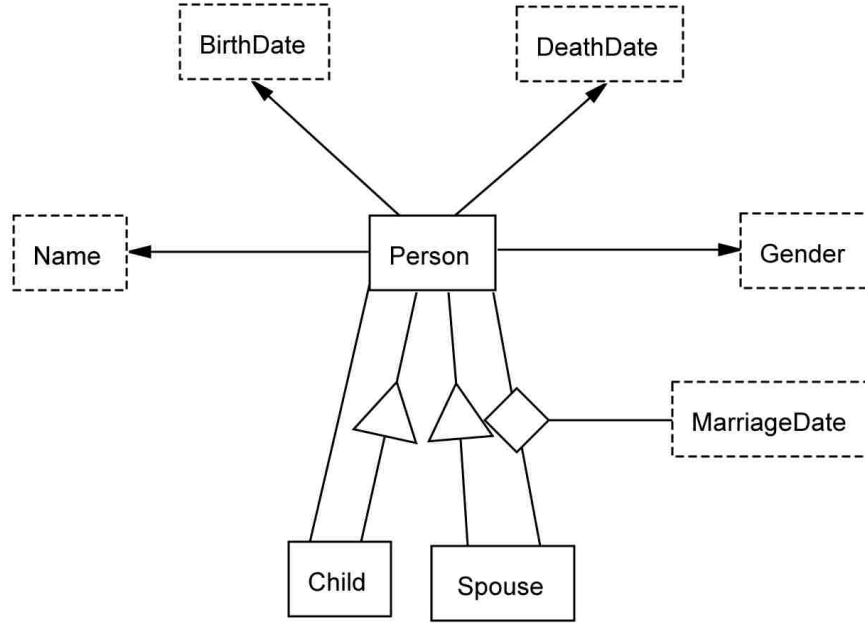 BirthDate
DeathDate
Name
Person
Gender
MarriageDate
Child
Spouse